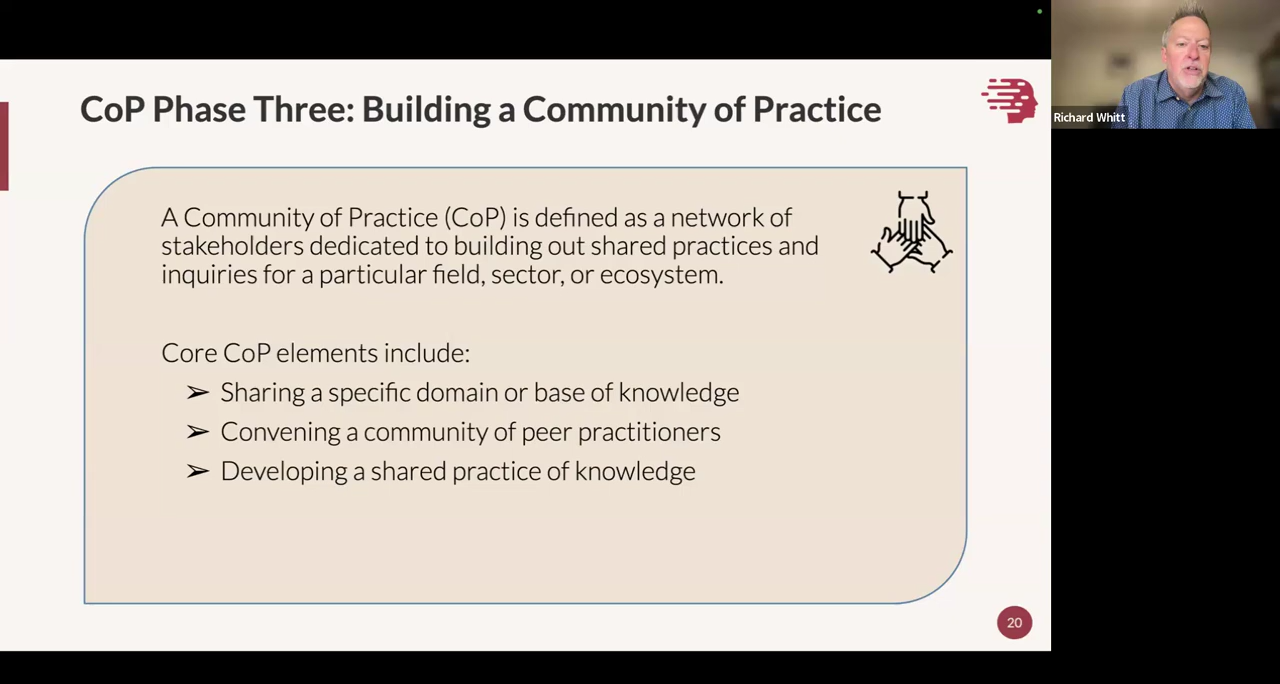 CoP Phase Three: Building a Community of Practice
A Community of Practice (CoP) is defined as a network of
stakeholders dedicated to building out shared practices and
inquiries for a particular field, sector, or ecosystem.
Core CoP elements include:
➢ Sharing a specific domain or base of knowledge
➢ Convening a community of peer practitioners
➢ Developing a shared practice of knowledge
20
Richard Whitt